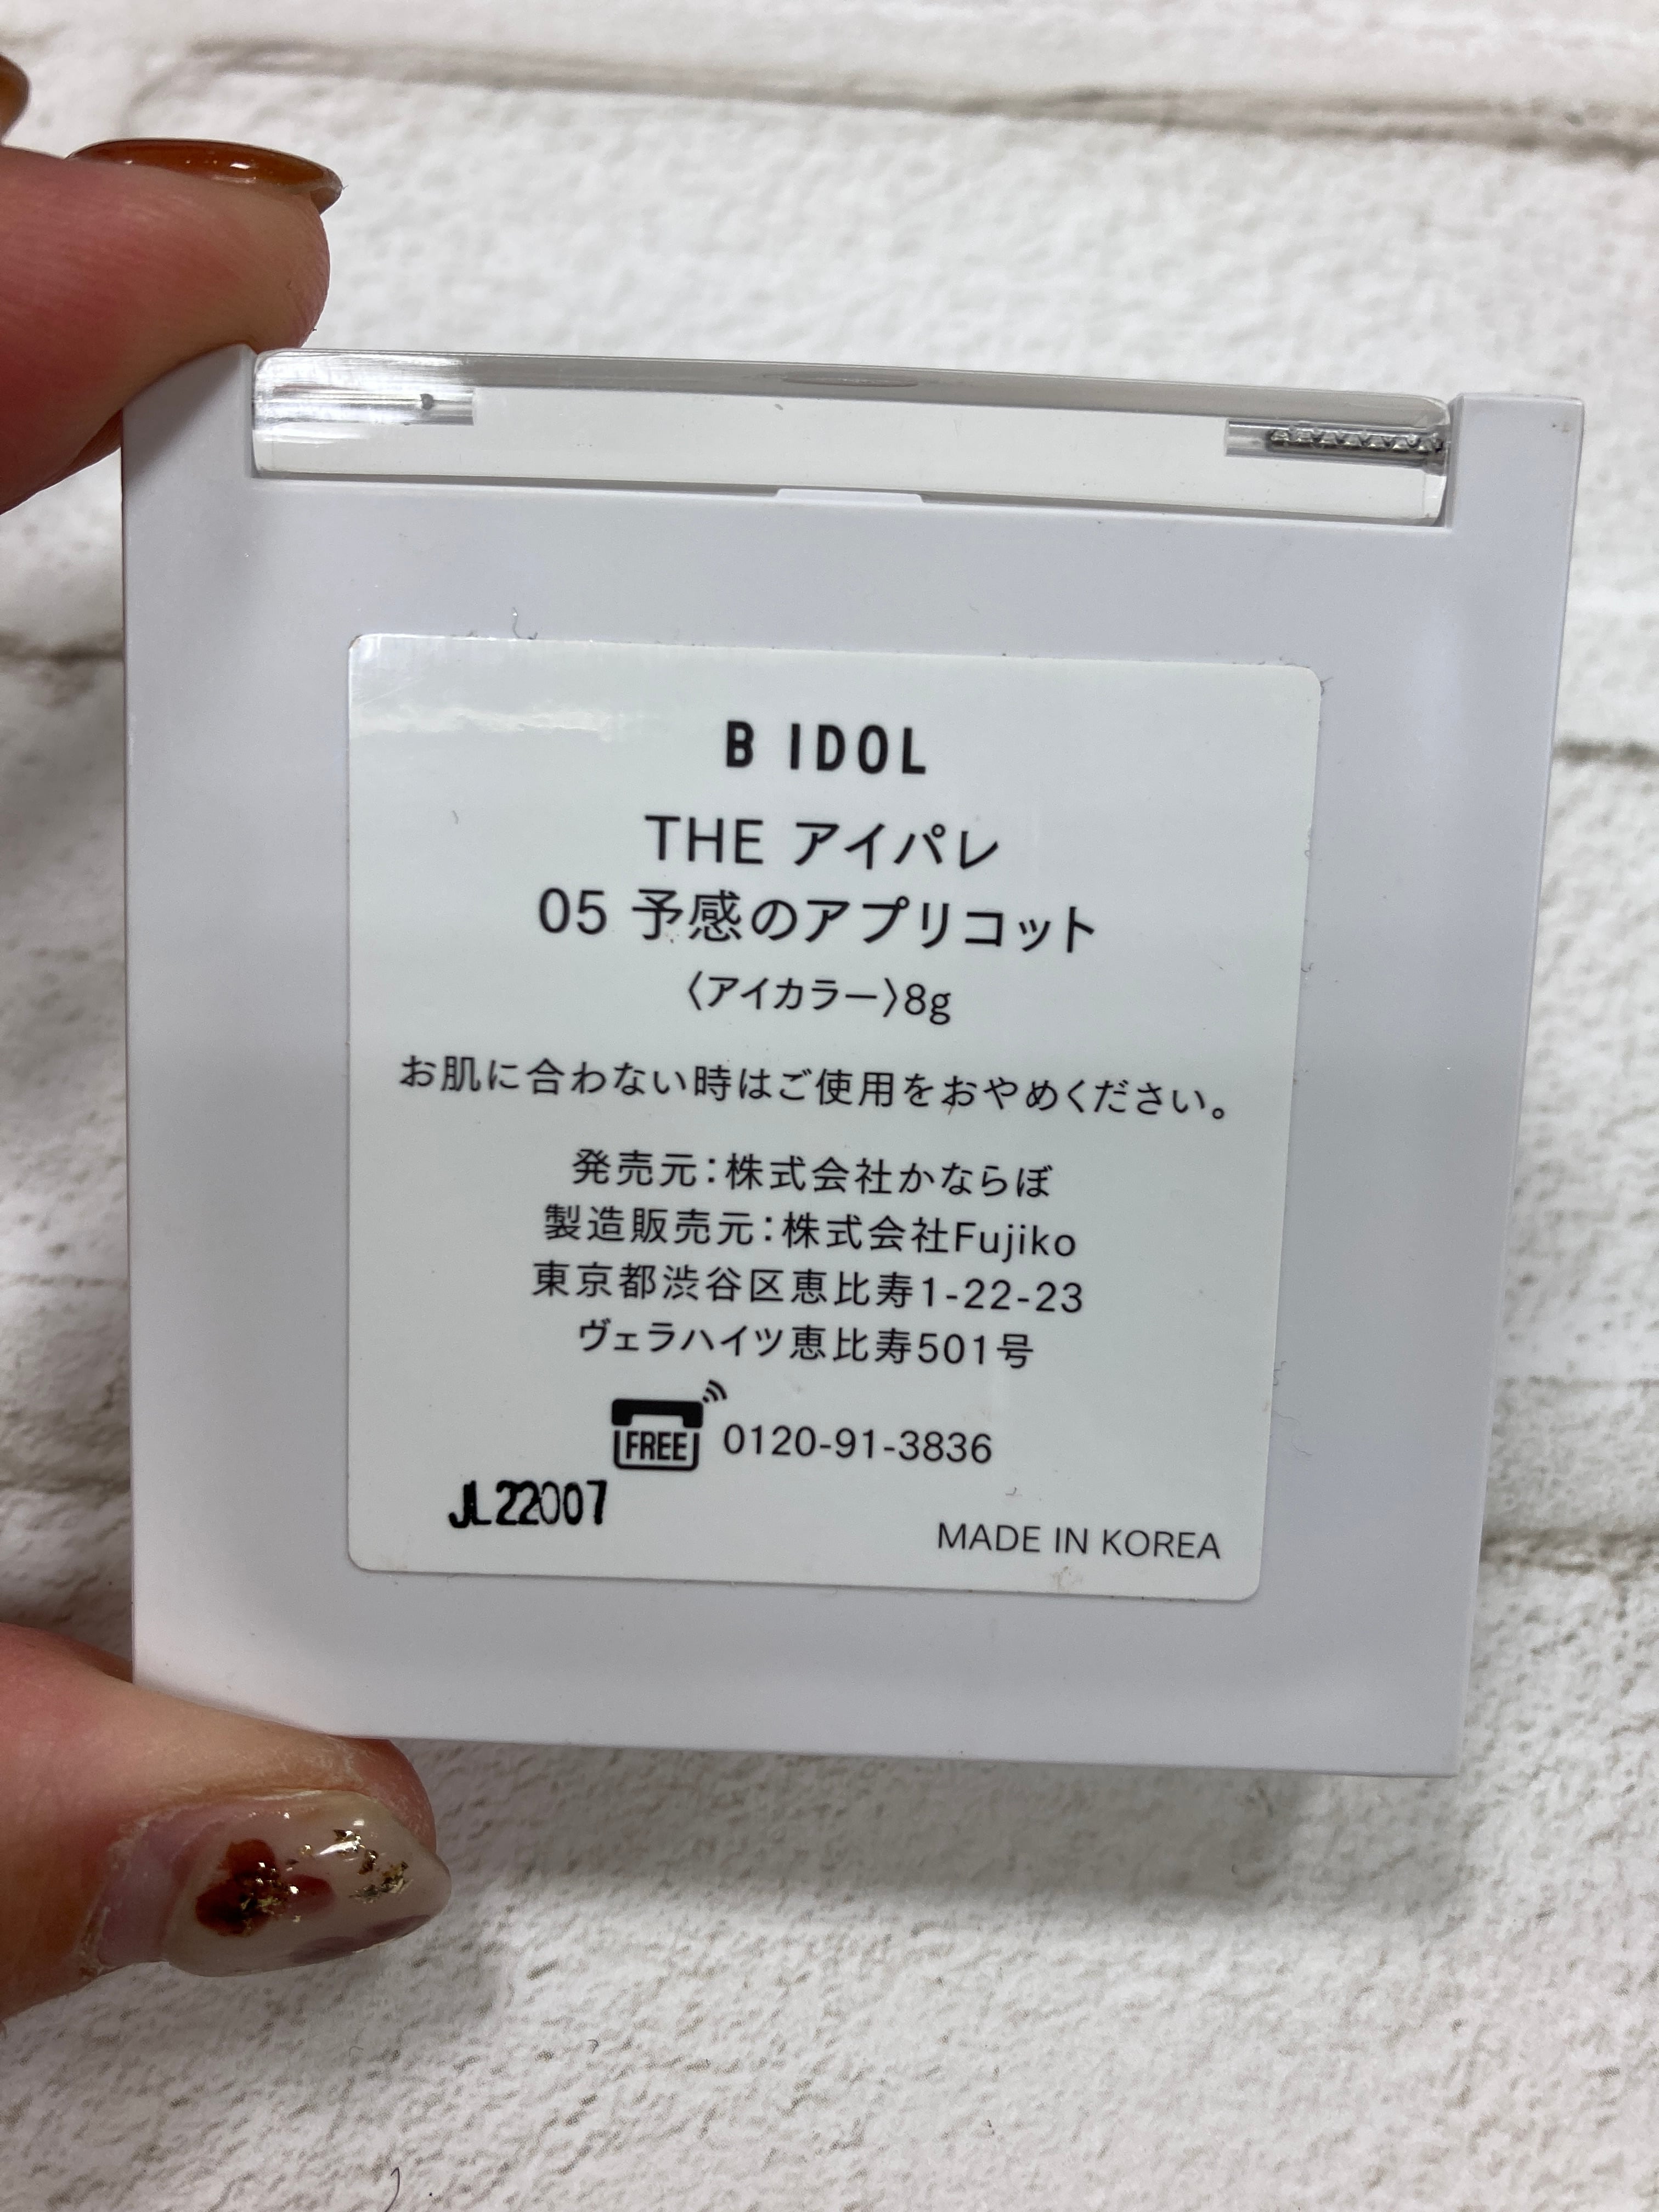 B IDOL
THE アイパレ
05 予感のアプリコット
〈アイカラー〉8g
お肌に合わない時はご使用をおやめください。
発売元：株式会社かならぼ
製造販売元：株式会社Fujiko
東京都渋谷区恵比寿1-22-23
ヴェラハイツ恵比寿501号
FREE 0120-91-3836
JL22007
MADE IN KOREA